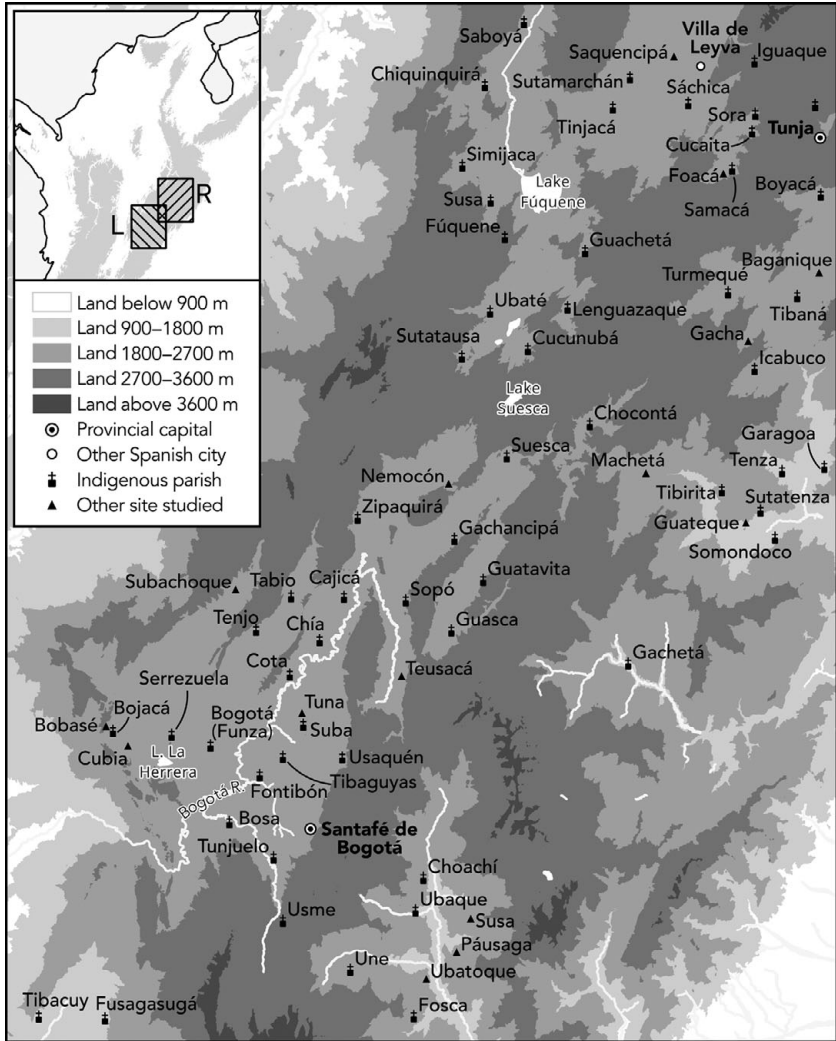 L
R
Land below 900 m
Land 900–1800 m
Land 1800–2700 m
Land 2700–3600 m
Land above 3600 m
Provincial capital
Other Spanish city
Indigenous parish
Other site studied
Saboyá
Villa de
Leyva
Saquencipá
Iguaque
Chiquinquirá
Sutamarchán
Sáchica
Tinjacá
Sora
Tunja
Cucaita
Simijaca
Lake
Fúquene
Foacá
Boyacá
Susa
Samacá
Fúquene
Guachetá
Baganique
Turmequé
Ubaté
Lenguazaque
Tibaná
Sutatausa
Cucunubá
Gacha
Icabuco
Lake
Suesca
Chocontá
Garagoa
Suesca
Machetá
Tenza
Nemocón
Tibirita
Sutatenza
Zipaquirá
Guateque
Gachancipá
Somondoco
Subachoque
Tabio
Cajicá
Guatavita
Sopó
Tenjo
Chía
Guasca
Cota
Gachetá
Serrezuela
Teusacá
Bojacá
Tuna
Bobasé
Bogotá
(Funza)
Suba
Cubia
L. La
Herrera
Usaquén
Tibaguyas
Fontibón
Bogotá R.
Bosa
Santafé de
Bogotá
Tunjuelo
Choachí
Ubaque
Usme
Susa
Páusaga
Une
Ubatoque
Tibacuy
Fusagasugá
Fosca